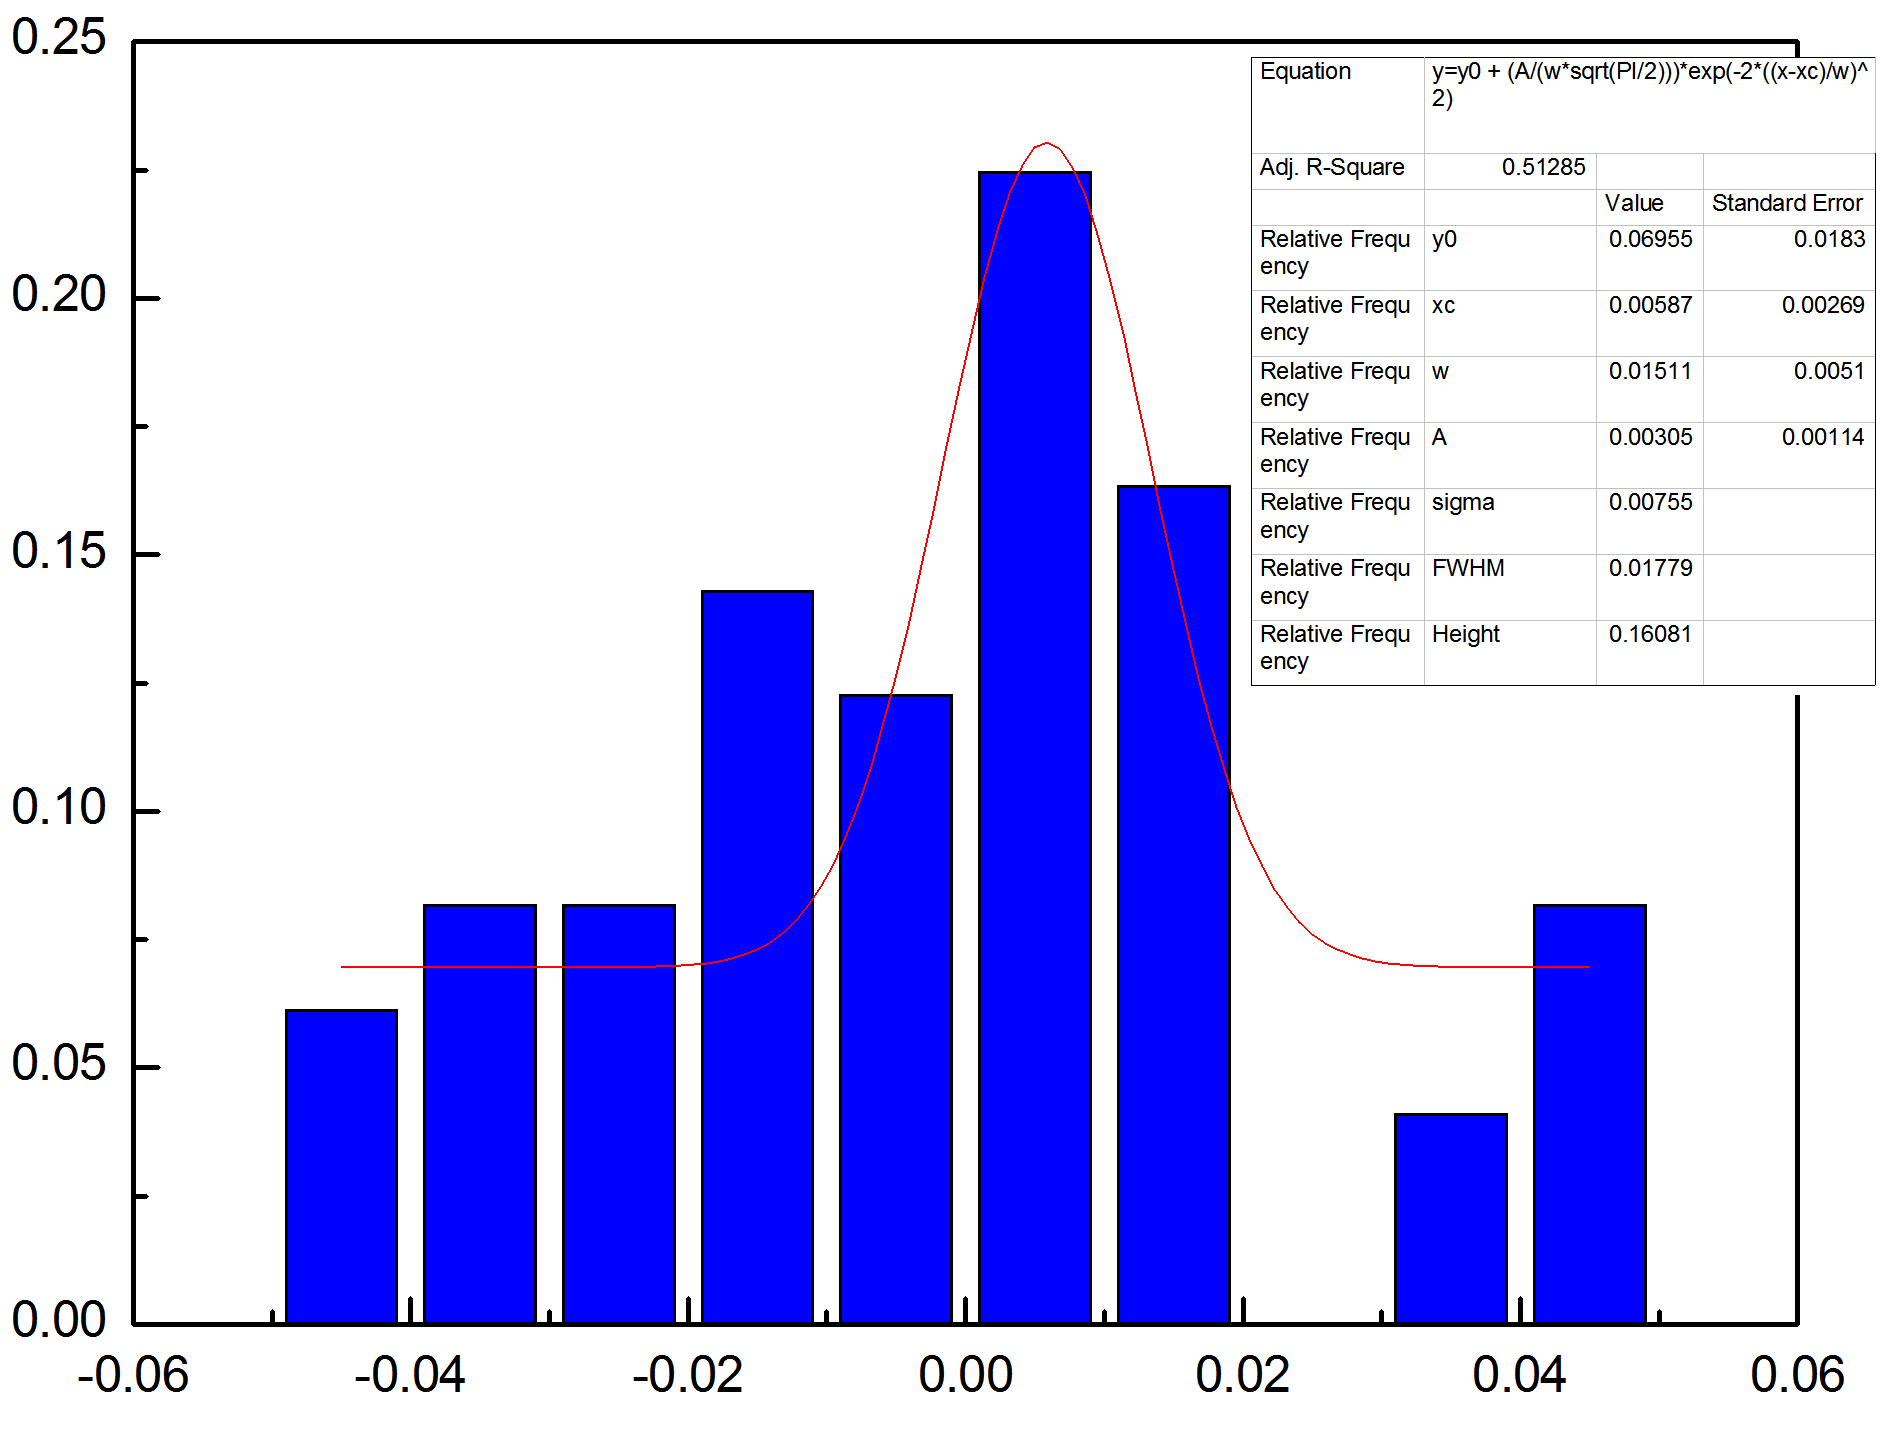 0.25
0.20
0.15
0.10
0.05
0.00
-0.06 -0.04 -0.02 0.00 0.02 0.04 0.06
Equation y=y0 + (A/(w*sqrt(PI/2)))*exp(-2*((x-xc)/w)^
2)
Adj. R-Square 0.51285
Value Standard Error
Relative Frequ y0 0.06955 0.0183
ency
Relative Frequ xc 0.00587 0.00269
ency
Relative Frequ w 0.01511 0.0051
ency
Relative Frequ A 0.00305 0.00114
ency
Relative Frequ sigma 0.00755
ency
Relative Frequ FWHM 0.01779
ency
Relative Frequ Height 0.16081
ency